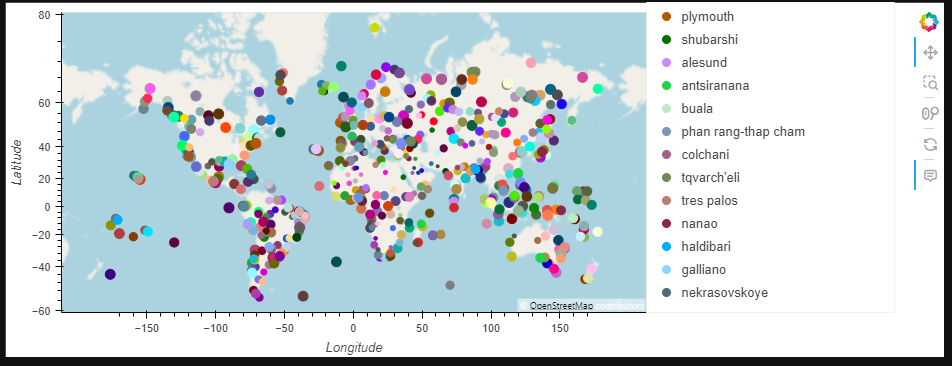 80
60
40
20
0
−20
−40
−60
Latitude
−150
−100
−50
0
50
100
150
Longitude
© OpenStreetMap contributors
plymouth
shubarshi
alesund
antsiranana
buala
phan rang-thap cham
colchani
tqvarch'eli
tres palos
nanao
haldibari
galliano
nekrasovskoye